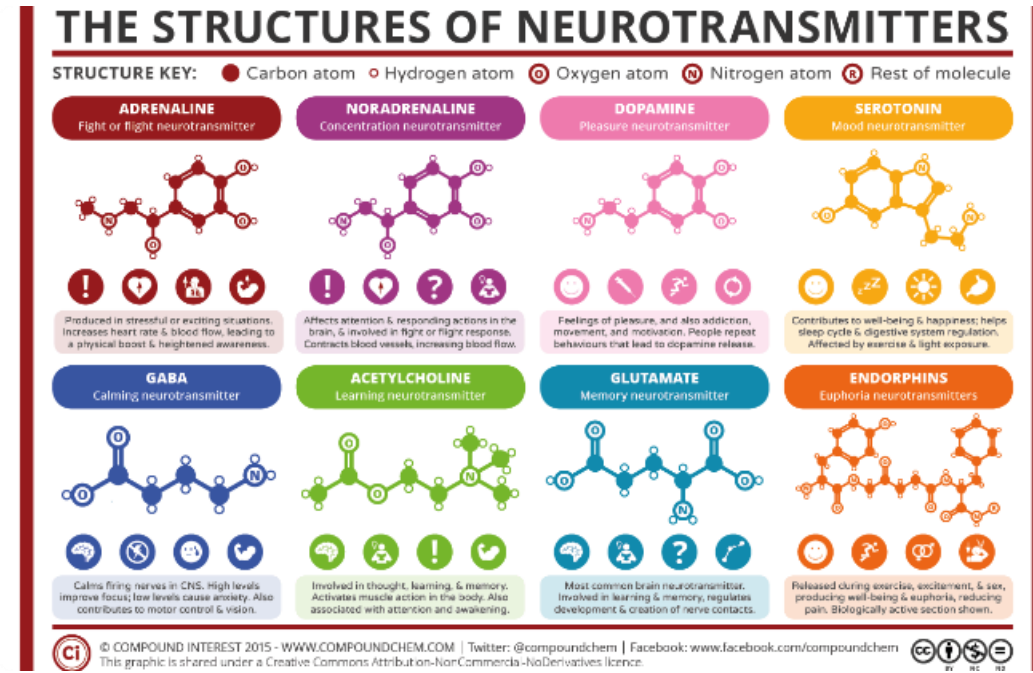 THE STRUCTURES OF NEUROTRANSMITTERS
STRUCTURE KEY: Carbon atom Hydrogen atom O Oxygen atom N Nitrogen atom R Rest of molecule
ADRENALINE
Fight or flight neurotransmitter
NORADRENALINE
Concentration neurotransmitter
DOPAMINE
Pleasure neurotransmitter
SEROTONIN
Mood neurotransmitter
Produced in stressful or exciting situations.
Increases heart rate & blood flow, leading to
a physical boost & heightened awareness.
Affects attention & responding actions in the
brain, & involved in fight or flight response.
Contracts blood vessels, increasing blood flow.
Feelings of pleasure, and also addiction,
movement, and motivation. People repeat
behaviours that lead to dopamine release.
Contributes to well-being & happiness; helps
sleep cycle & digestive system regulation.
Affected by exercise & light exposure.
GABA
Calming neurotransmitter
ACETYLCHOLINE
Learning neurotransmitter
GLUTAMATE
Memory neurotransmitter
ENDORPHINS
Euphoria neurotransmitters
Calms firing nerves in CNS. High levels
improve focus; low levels cause anxiety. Also
contributes to motor control & vision.
Involved in thought, learning, & memory.
Activates muscle action in the body. Also
associated with attention and awakening.
Most common brain neurotransmitter.
Involved in learning & memory, regulates
development & creation of nerve contacts.
Released during exercise, excitement, & sex,
producing well-being & euphoria, reducing
pain. Biologically active section shown.
Ci
© COMPOUND INTEREST 2015 - WWW.COMPOUNDCHEM.COM | Twitter: @compoundchem | Facebook: www.facebook.com/compoundchem
This graphic is shared under a Creative Commons Attribution-NonCommercial-NoDerivatives licence.
cc
BY NC ND